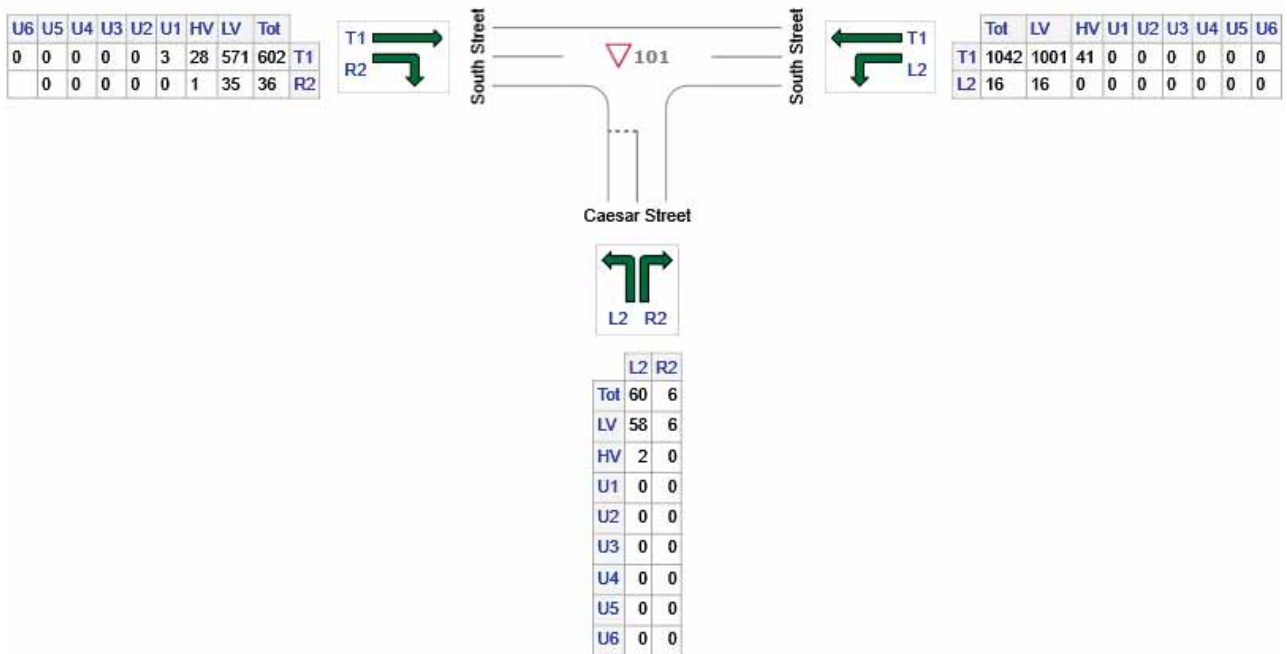 U6 U5 U4 U3 U2 U1 HV LV Tot
0 0 0 0 0 3 28 571 602 T1
0 0 0 0 0 1 35 36 R2
T1
R2
South Street
101
South Street
T1
L2
Tot LV HV U1 U2 U3 U4 U5 U6
T1 1042 1001 41 0 0 0 0 0 0
L2 16 16 0 0 0 0 0 0 0
Caesar Street
L2 R2
L2 R2
Tot 60 6
LV 58 6
HV 2 0
U1 0 0
U2 0 0
U3 0 0
U4 0 0
U5 0 0
U6 0 0